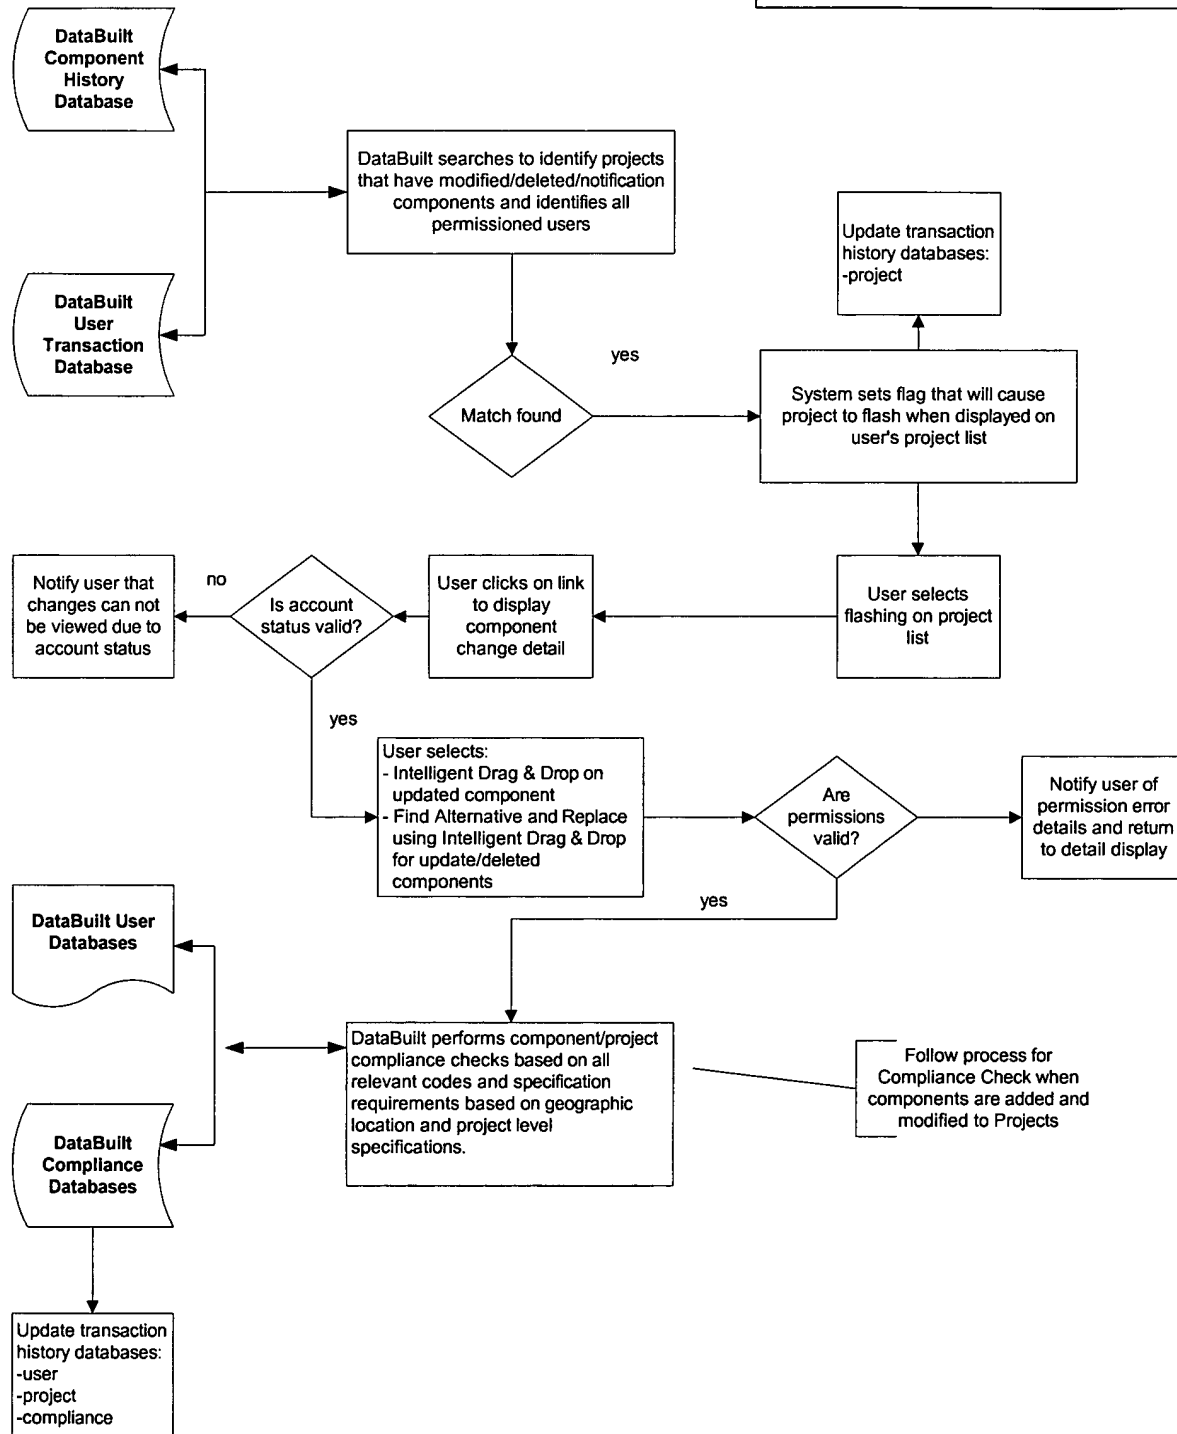 DataBuilt
Component
History
Database
DataBuilt searches to identify projects
that have modified/deleted/notification
components and identifies all
permissioned users
Update transaction
history databases:
-project
DataBuilt
User
Transaction
Database
yes
Match found
System sets flag that will cause
project to flash when displayed on
user's project list
Notify user that
changes can not
be viewed due to
account status
no
Is account
status valid?
User clicks on link
to display
component
change detail
User selects
flashing on project
list
yes
User selects:
- Intelligent Drag & Drop on
updated component
- Find Alternative and Replace
using Intelligent Drag & Drop
for update/deleted
components
Are
permissions
valid?
Notify user of
permission error
details and return
to detail display
yes
DataBuilt User
Databases
DataBuilt performs component/project
compliance checks based on all
relevant codes and specification
requirements based on geographic
location and project level
specifications.
Follow process for
Compliance Check when
components are added and
modified to Projects
DataBuilt
Compliance
Databases
Update transaction
history databases:
-user
-project
-compliance